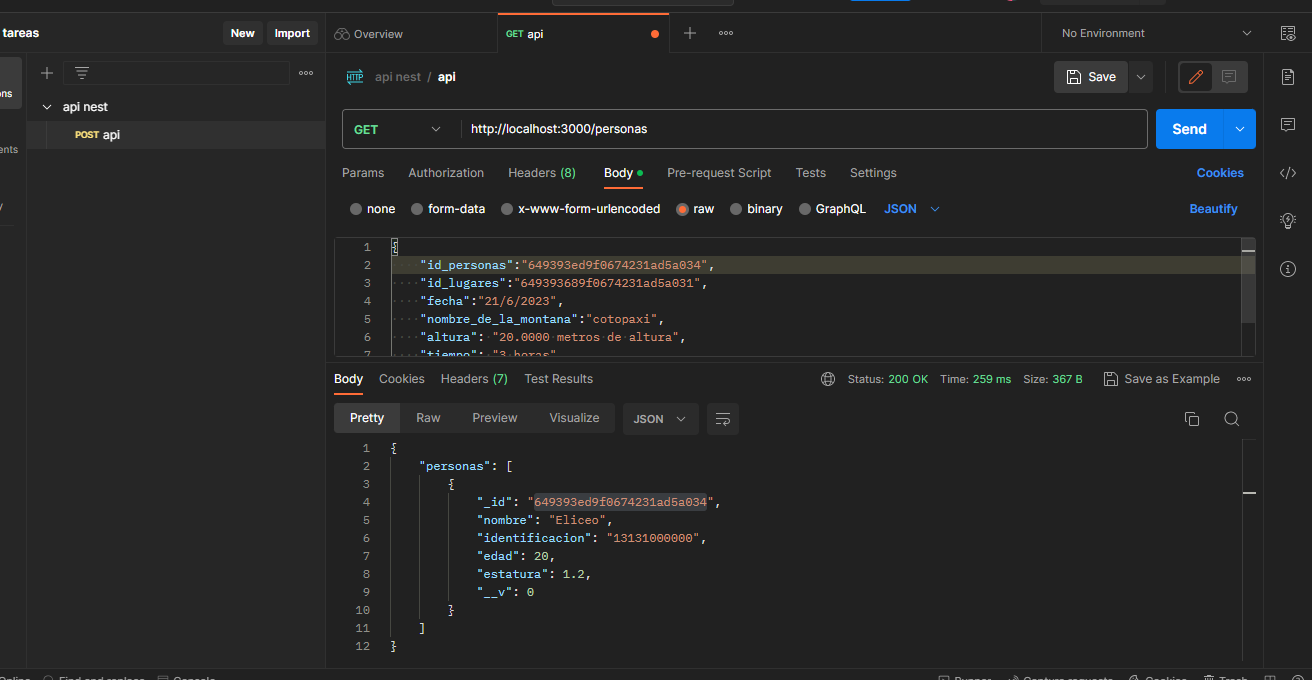 tareas
New
Import
Overview
GET api
No Environment
api nest / api
Save
api nest
POST api
GET
http://localhost:3000/personas
Send
Params
Authorization
Headers (8)
Body
Pre-request Script
Tests
Settings
Cookies
none
form-data
x-www-form-urlencoded
raw
binary
GraphQL
JSON
Beautify
1 {
2 "id_personas":"649393ed9f0674231ad5a034",
3 "id_lugares":"649393689f0674231ad5a031",
4 "fecha":"21/6/2023",
5 "nombre_de_la_montana":"cotopaxi",
6 "altura": "20.0000 metros de altura",
7 "tiempo": "3 horas"
Body
Cookies
Headers (7)
Test Results
Status: 200 OK
Time: 259 ms
Size: 367 B
Save as Example
Pretty
Raw
Preview
Visualize
JSON
1 {
2 "personas": [
3 {
4 "_id": "649393ed9f0674231ad5a034",
5 "nombre": "Eliceo",
6 "identificacion": "13131000000",
7 "edad": 20,
8 "estatura": 1.2,
9 "__v": 0
10 }
11 ]
12 }
Find and replace
Console
Runner
Capture requests
Cookies
Trash